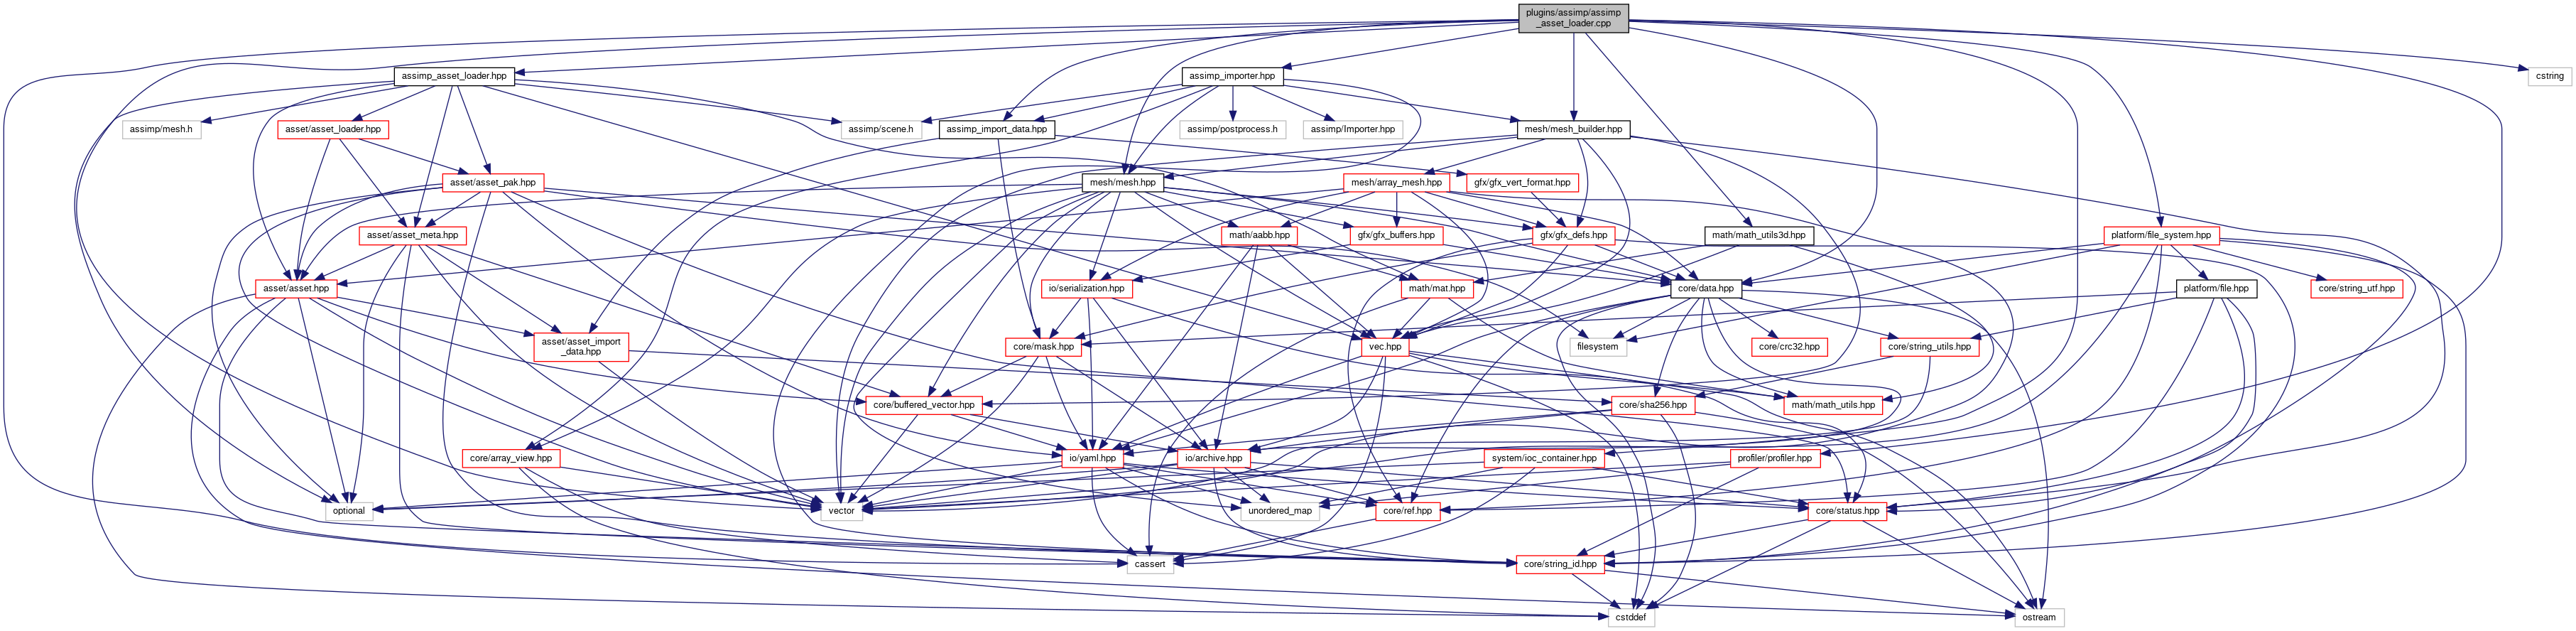 plugins/assimp/assimp
_asset_loader.cpp
assimp_asset_loader.hpp
assimp_importer.hpp
cstring
assimp/mesh.h
asset/asset_loader.hpp
assimp/scene.h
assimp_import_data.hpp
assimp/postprocess.h
assimp/Importer.hpp
mesh/mesh_builder.hpp
asset/asset_pak.hpp
mesh/mesh.hpp
mesh/array_mesh.hpp
gfx/gfx_vert_format.hpp
asset/asset_meta.hpp
math/aabb.hpp
gfx/gfx_buffers.hpp
gfx/gfx_defs.hpp
math/math_utils3d.hpp
platform/file_system.hpp
asset/asset.hpp
io/serialization.hpp
math/mat.hpp
core/data.hpp
platform/file.hpp
core/string_utf.hpp
asset/asset_import
_data.hpp
core/mask.hpp
vec.hpp
filesystem
core/crc32.hpp
core/string_utils.hpp
core/buffered_vector.hpp
core/sha256.hpp
math/math_utils.hpp
core/array_view.hpp
io/yaml.hpp
io/archive.hpp
system/ioc_container.hpp
profiler/profiler.hpp
optional
vector
unordered_map
core/ref.hpp
core/status.hpp
cassert
core/string_id.hpp
cstddef
ostream